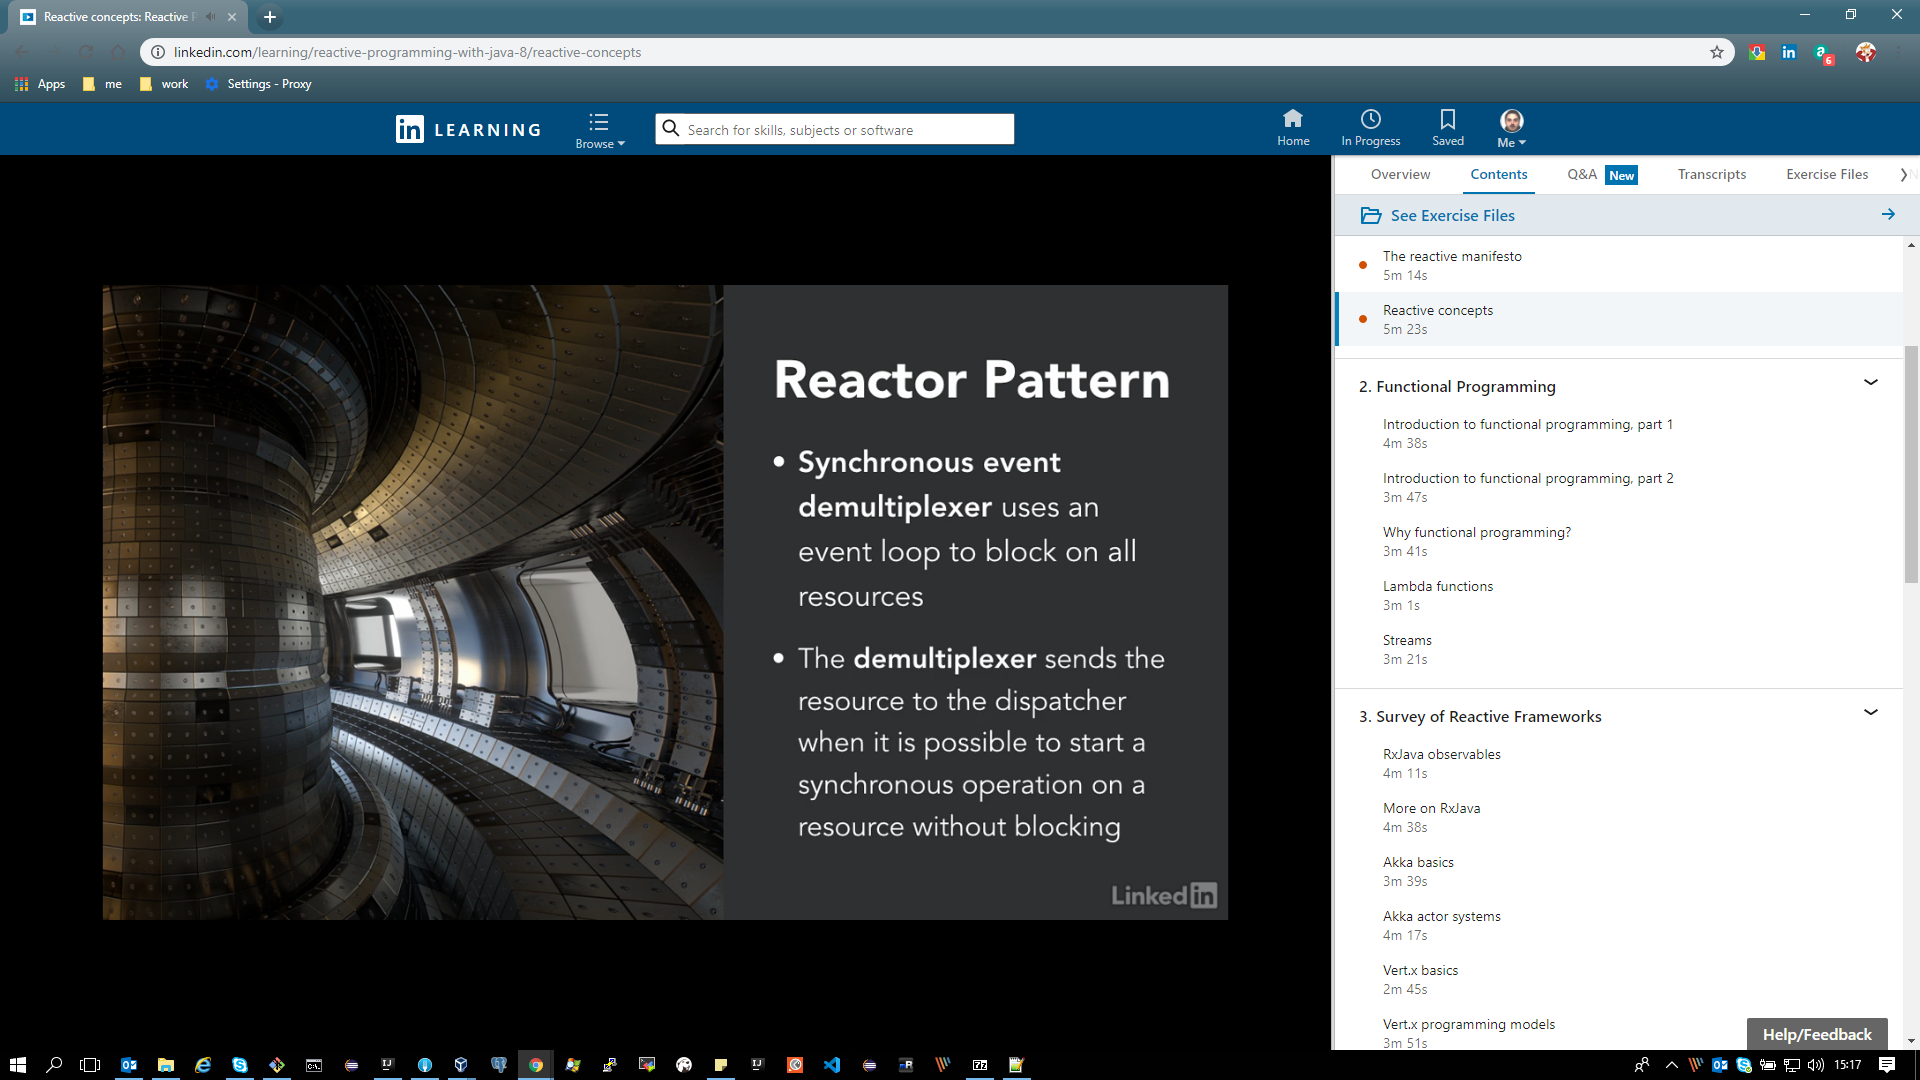 Reactive concepts: Reactive
linkedin.com/learning/reactive-programming-with-java-8/reactive-concepts
6
Apps
me
work
Settings - Proxy
in LEARNING
Browse
Search for skills, subjects or software
Home
In Progress
Saved
Me
Overview
Contents
Q&A New
Transcripts
Exercise Files
See Exercise Files
The reactive manifesto
5m 14s
Reactive concepts
5m 23s
2. Functional Programming
Introduction to functional programming, part 1
4m 38s
Introduction to functional programming, part 2
3m 47s
Why functional programming?
3m 41s
Lambda functions
3m 1s
Streams
3m 21s
3. Survey of Reactive Frameworks
RxJava observables
4m 11s
More on RxJava
4m 38s
Akka basics
3m 39s
Akka actor systems
4m 17s
Vert.x basics
2m 45s
Vert.x programming models
3m 51s
Help/Feedback
Reactor Pattern
• Synchronous event
demultiplexer uses an
event loop to block on all
resources
• The demultiplexer sends the
resource to the dispatcher
when it is possible to start a
synchronous operation on a
resource without blocking
Linked in
15:17